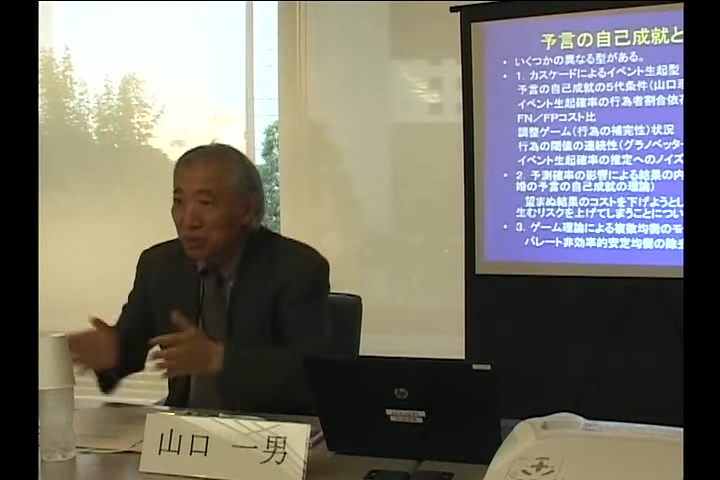 予言の自己成就と
• いくつかの異なる型がある。
• 1. カスケードによるイベント生起型
予言の自己成就の5代条件(山口理
イベント生起確率の行為者割合依存
FN/FPコスト比
調整ゲーム(行為の補完性)状況
行為の閾値の連続性(グラノベッター
イベント生起確率の推定へのノイズ
• 2. 予測確率の影響による結果の内
婚の予言の自己成就の理論)
望まぬ結果のコストを下げようとし
生むリスクを上げてしまうことについ
• 3. ゲーム理論による複数均衡のモ
パレート非効率的安定均衡の除去
hp
山口 一男